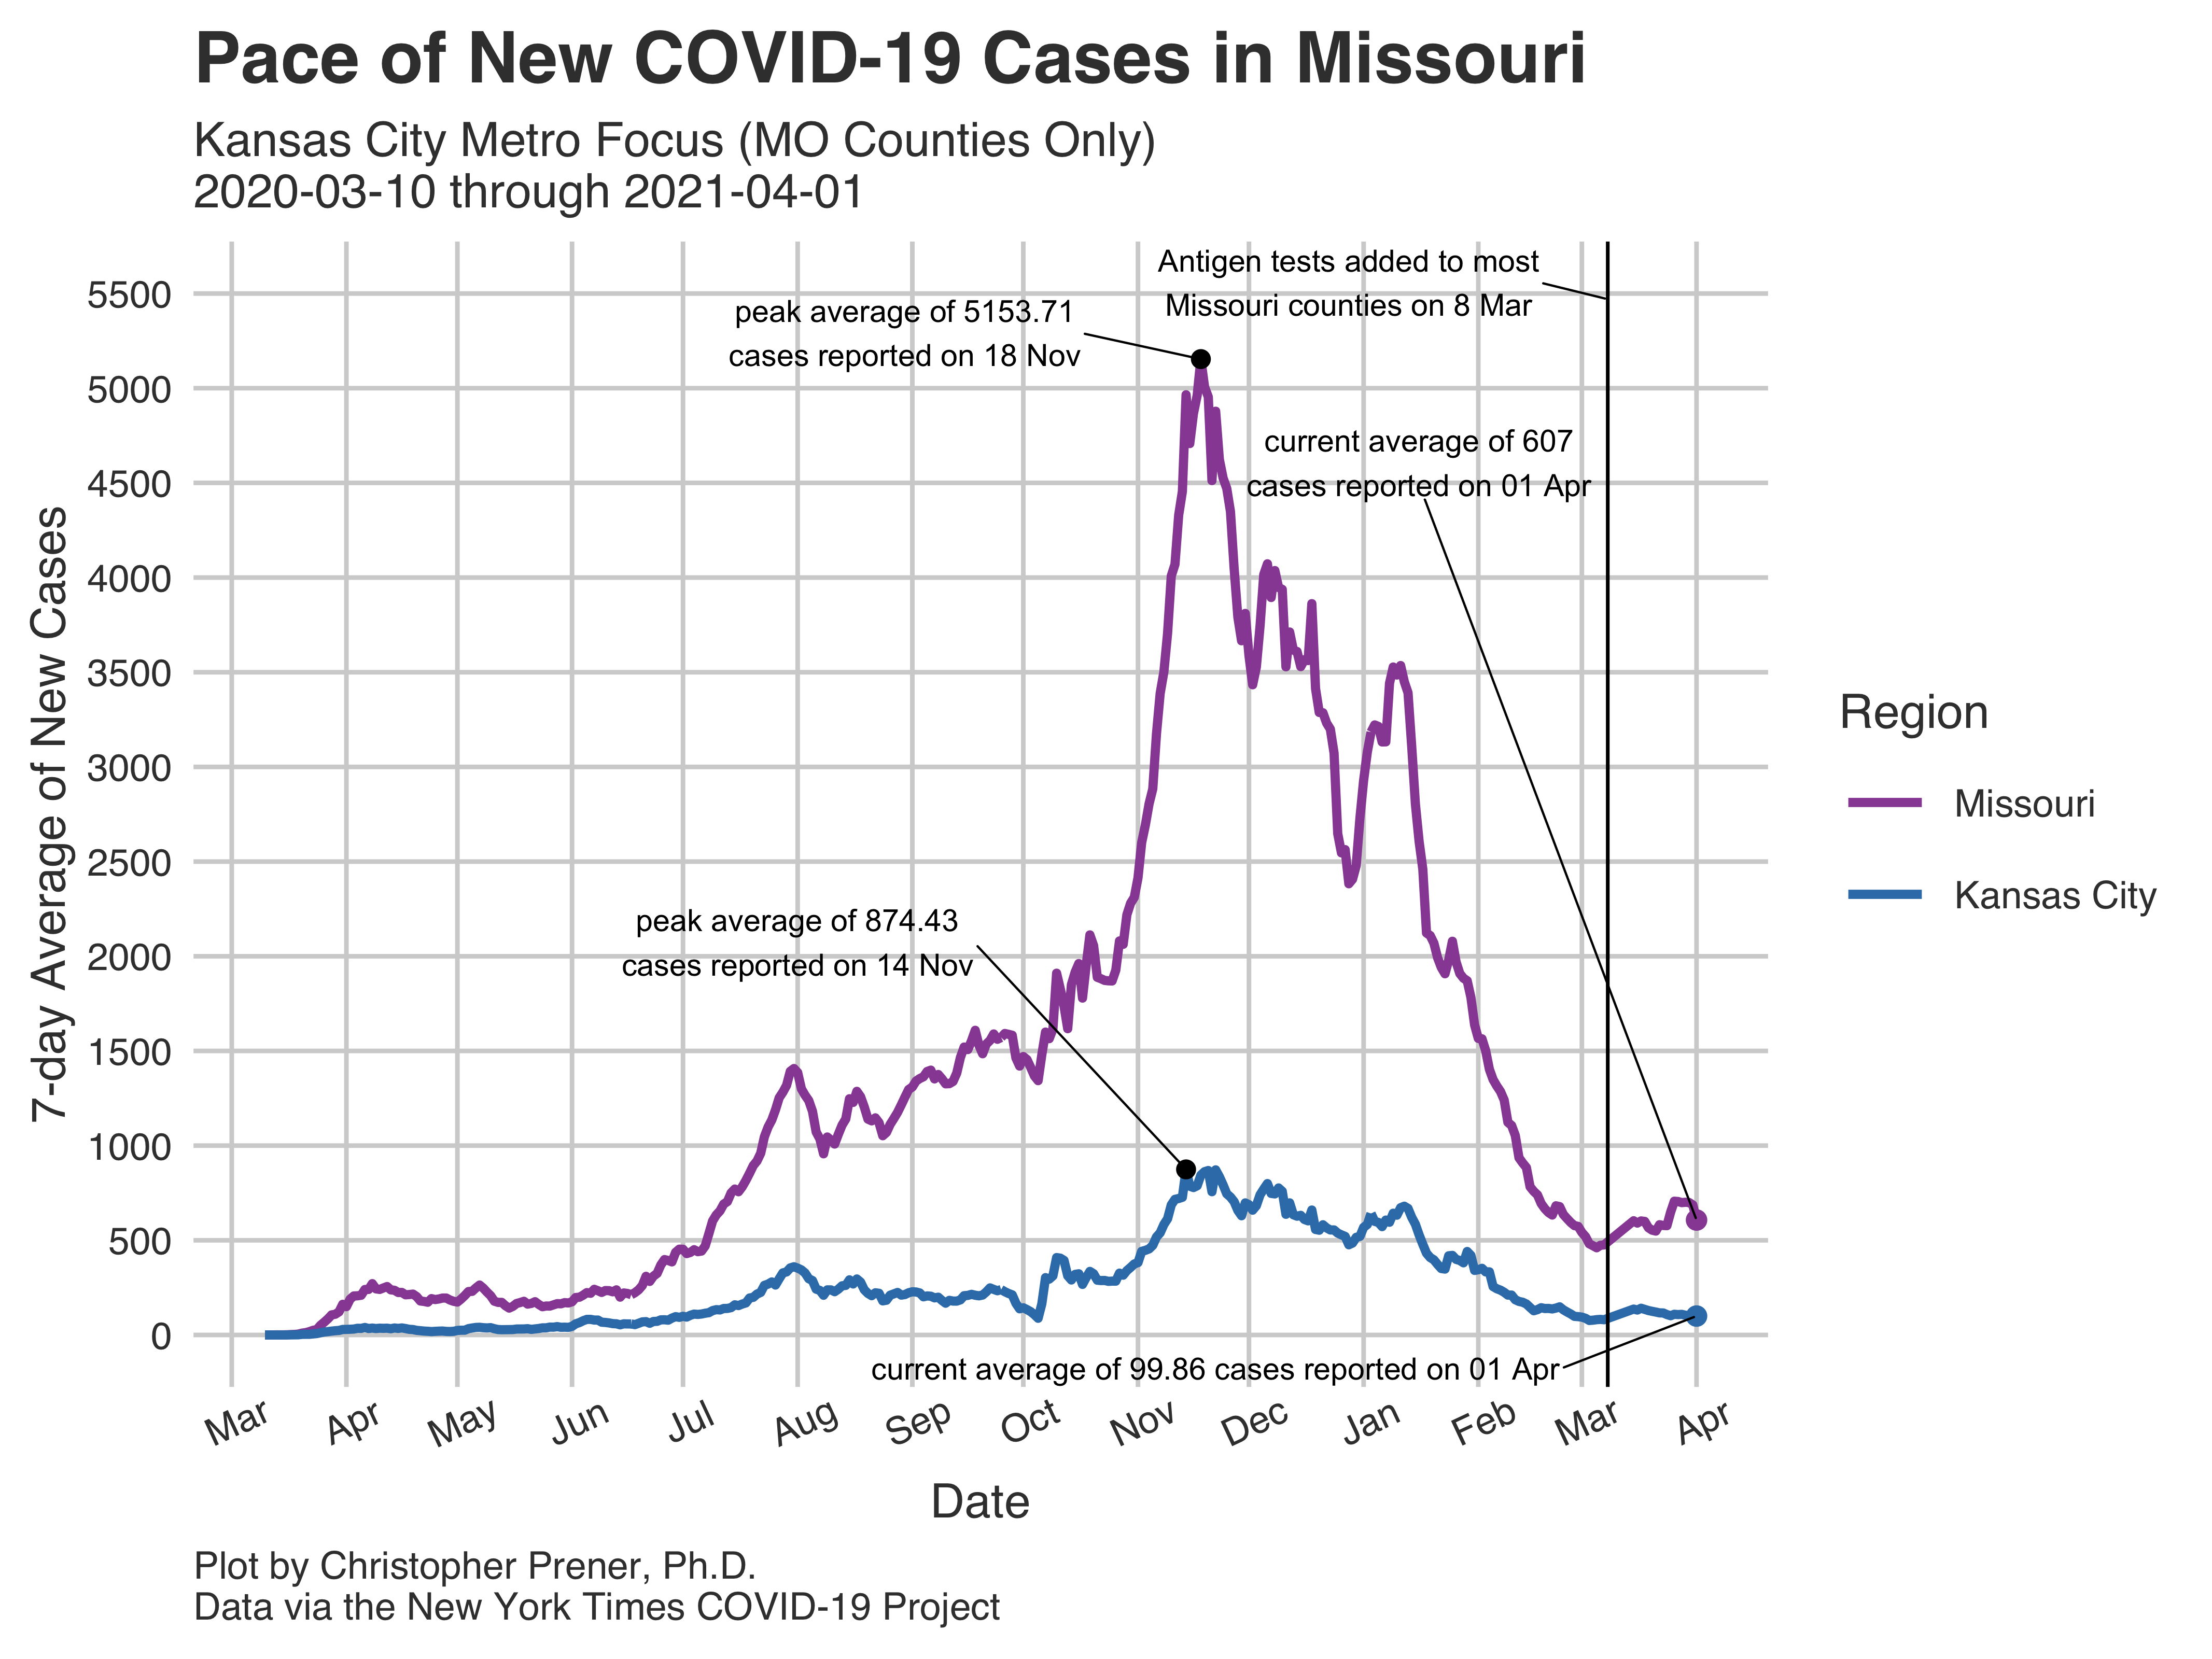 Pace of New COVID-19 Cases in Missouri
Kansas City Metro Focus (MO Counties Only)
2020-03-10 through 2021-04-01
Antigen tests added to most
Missouri counties on 8 Mar
peak average of 5153.71
cases reported on 18 Nov
current average of 607
cases reported on 01 Apr
peak average of 874.43
cases reported on 14 Nov
current average of 99.86 cases reported on 01 Apr
7-day Average of New Cases
5500
5000
4500
4000
3500
3000
2500
2000
1500
1000
500
0
Mar Apr May Jun Jul Aug Sep Oct Nov Dec Jan Feb Mar Apr
Date
Region
Missouri
Kansas City
Plot by Christopher Prener, Ph.D.
Data via the New York Times COVID-19 Project